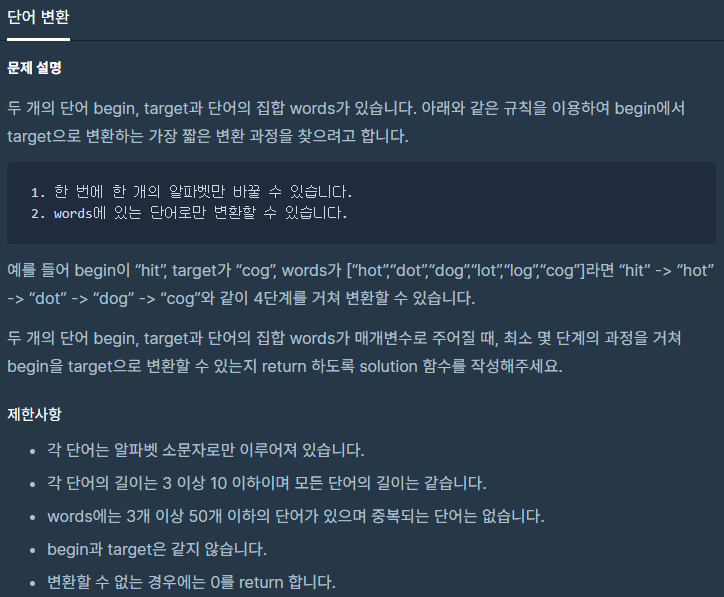 단어 변환
문제 설명
두 개의 단어 begin, target과 단어의 집합 words가 있습니다. 아래와 같은 규칙을 이용하여 begin에서
target으로 변환하는 가장 짧은 변환 과정을 찾으려고 합니다.
1. 한 번에 한 개의 알파벳만 바꿀 수 있습니다.
2. words에 있는 단어로만 변환할 수 있습니다.
예를 들어 begin이 “hit”, target가 “cog”, words가 [“hot”,“dot”,“dog”,“lot”,“log”,“cog”]라면 “hit” -> “hot”
-> “dot” -> “dog” -> “cog”와 같이 4단계를 거쳐 변환할 수 있습니다.
두 개의 단어 begin, target과 단어의 집합 words가 매개변수로 주어질 때, 최소 몇 단계의 과정을 거쳐
begin을 target으로 변환할 수 있는지 return 하도록 solution 함수를 작성해주세요.
제한사항
• 각 단어는 알파벳 소문자로만 이루어져 있습니다.
• 각 단어의 길이는 3 이상 10 이하이며 모든 단어의 길이는 같습니다.
• words에는 3개 이상 50개 이하의 단어가 있으며 중복되는 단어는 없습니다.
• begin과 target은 같지 않습니다.
• 변환할 수 없는 경우에는 0를 return 합니다.